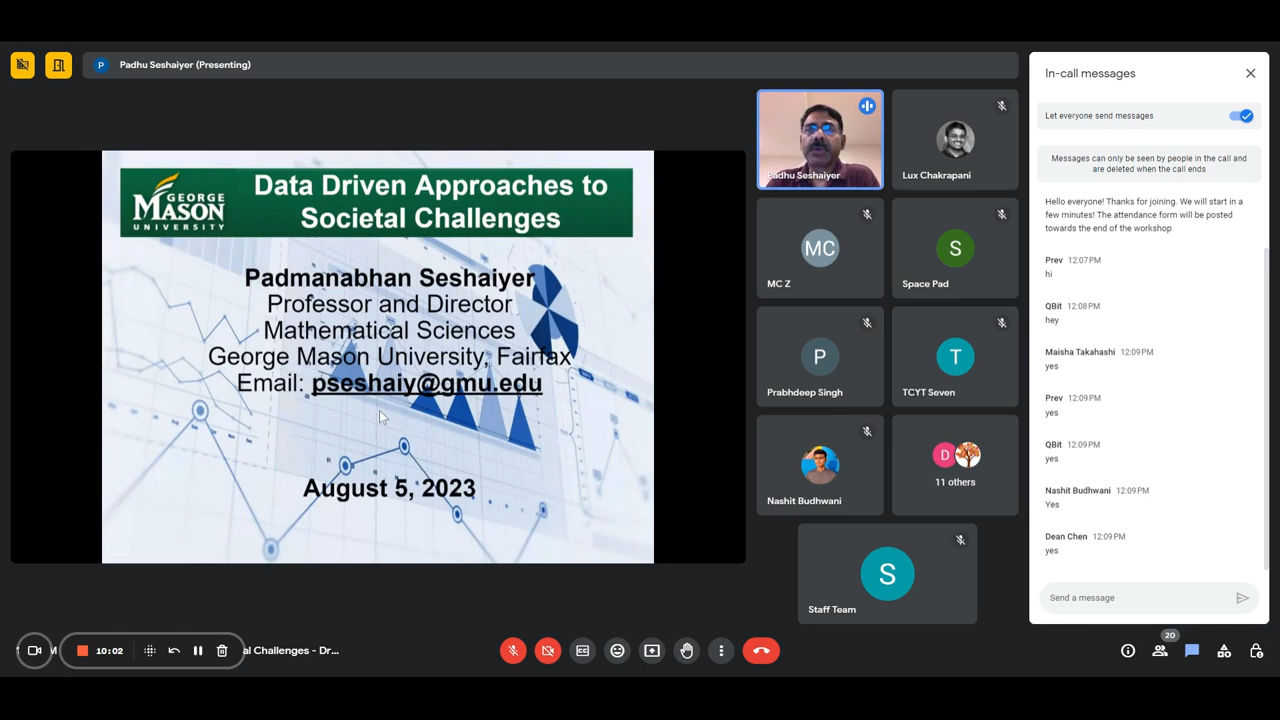 P
Padhu Seshaiyer (Presenting)
GEORGE
MASON
UNIVERSITY
Data Driven Approaches to
Societal Challenges
Padmanabhan Seshaiyer
Professor and Director
Mathematical Sciences
George Mason University, Fairfax
Email: pseshaiy@gmu.edu
August 5, 2023
Padhu Seshaiyer
Lux Chakrapani
MC
MC Z
S
Space Pad
P
Prabhdeep Singh
T
TCYT Seven
Nashit Budhwani
D
11 others
S
Staff Team
In-call messages
Let everyone send messages
Messages can only be seen by people in the call and
are deleted when the call ends
Hello everyone! Thanks for joining. We will start in a
few minutes! The attendance form will be posted
towards the end of the workshop
Prev 12:07 PM
hi
QBit 12:08 PM
hey
Maisha Takahashi 12:09 PM
yes
Prev 12:09 PM
yes
QBit 12:09 PM
yes
Nashit Budhwani 12:09 PM
Yes
Dean Chen 12:09 PM
yes
Send a message
10:02
al Challenges - Dr...
20